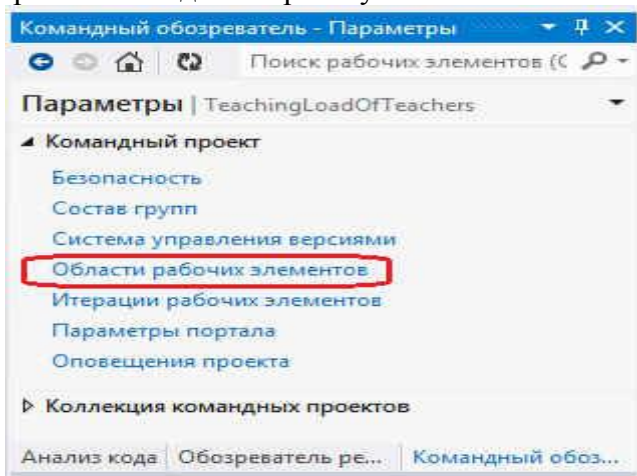 Командный обозреватель - Параметры
Поиск рабочих элементов (С
Параметры | TeachingLoadOfTeachers
Командный проект
Безопасность
Состав групп
Система управления версиями
Области рабочих элементов
Итерации рабочих элементов
Параметры портала
Оповещения проекта
Коллекция командных проектов
Анализ кода Обозреватель ре... Командный обоз...